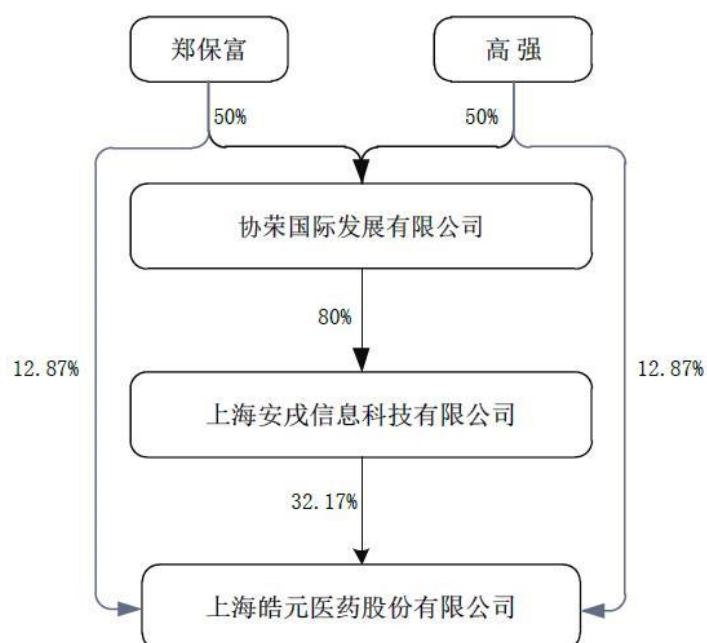 郑保富
高强
50%
50%
协荣国际发展有限公司
80%
12.87%
12.87%
上海安戌信息科技有限公司
32.17%
上海皓元医药股份有限公司